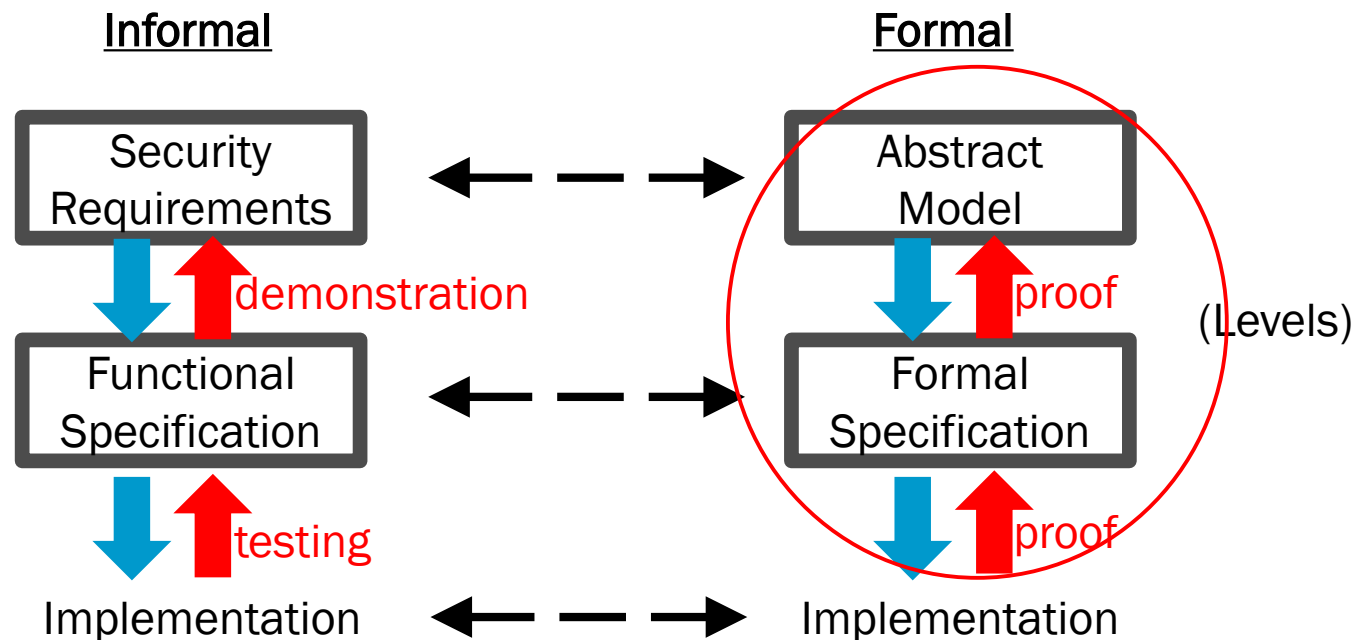 Informal
Formal
Security
Requirements
Abstract
Model
demonstration
proof
(Levels)
Functional
Specification
Formal
Specification
testing
proof
Implementation
Implementation